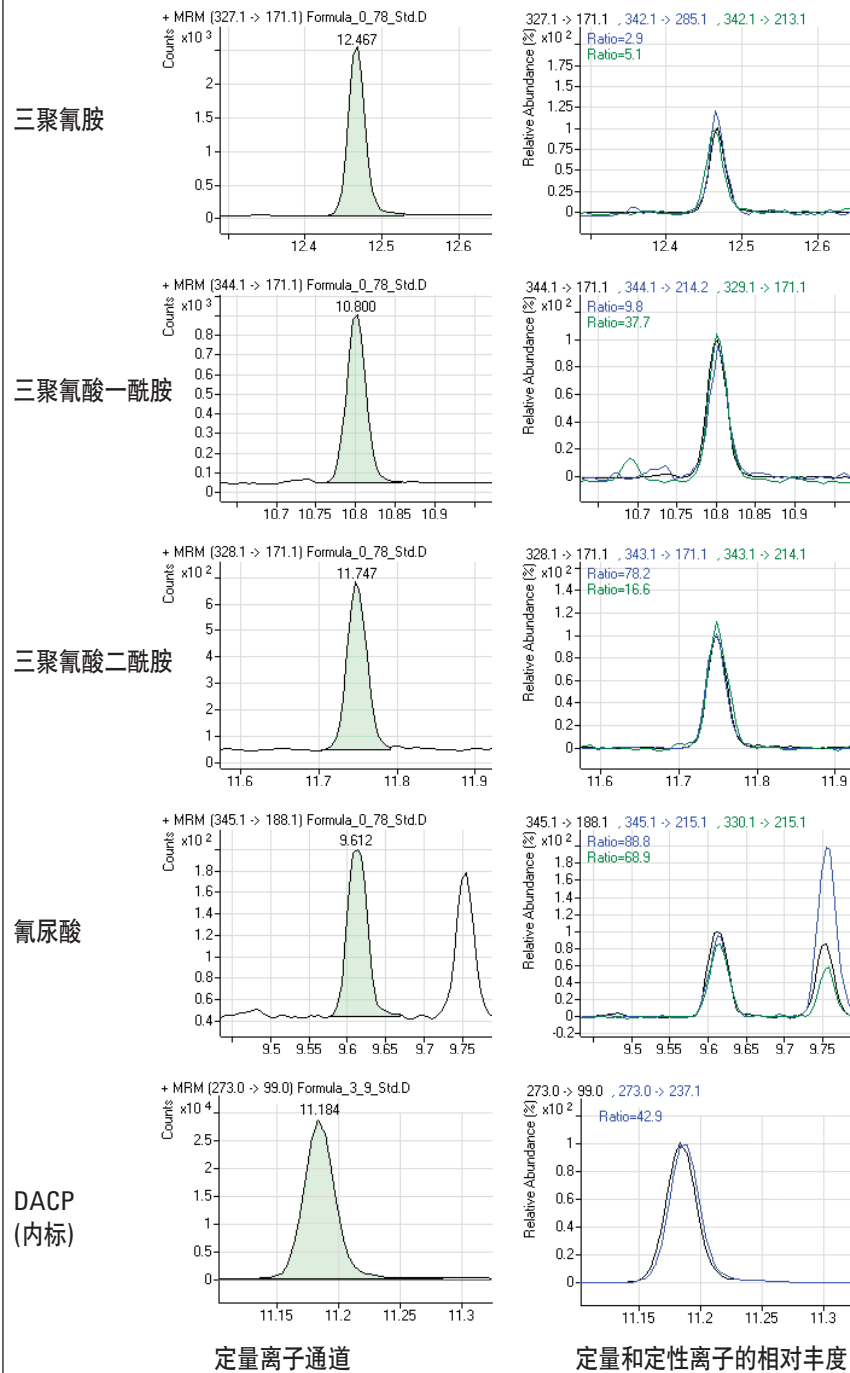 三聚氰胺
+ MRM (327.1 -> 171.1) Formula_0_78_Std.D
Counts
x10 3
12.467
2
1.5
1
0.5
0
12.4 12.5 12.6
327.1 -> 171.1 , 342.1 -> 285.1 , 342.1 -> 213.1
Relative Abundance (%)
x10 2
Ratio=2.9
Ratio=5.1
1.75
1.5
1.25
1
0.75
0.5
0.25
0
12.4 12.5 12.6
三聚氰酸一酰胺
+ MRM (344.1 -> 171.1) Formula_0_78_Std.D
Counts
x10 3
10.800
0.8
0.7
0.6
0.5
0.4
0.3
0.2
0.1
0
10.7 10.75 10.8 10.85 10.9
344.1 -> 171.1 , 344.1 -> 214.2 , 329.1 -> 171.1
Relative Abundance (%)
x10 2
Ratio=9.8
Ratio=37.7
1
0.8
0.6
0.4
0.2
0
10.7 10.75 10.8 10.85 10.9
三聚氰酸二酰胺
+ MRM (328.1 -> 171.1) Formula_0_78_Std.D
Counts
x10 2
11.747
6
5
4
3
2
1
0
11.6 11.7 11.8 11.9
328.1 -> 171.1 , 343.1 -> 171.1 , 343.1 -> 214.1
Relative Abundance (%)
x10 2
Ratio=78.2
Ratio=16.6
1.4
1.2
1
0.8
0.6
0.4
0.2
0
11.6 11.7 11.8 11.9
氰尿酸
+ MRM (345.1 -> 188.1) Formula_0_78_Std.D
Counts
x10 2
9.612
1.8
1.6
1.4
1.2
1
0.8
0.6
0.4
9.5 9.55 9.6 9.65 9.7 9.75
345.1 -> 188.1 , 345.1 -> 215.1 , 330.1 -> 215.1
Relative Abundance (%)
x10 2
Ratio=88.8
Ratio=68.9
1.8
1.6
1.4
1.2
1
0.8
0.6
0.4
0.2
0
-0.2
9.5 9.55 9.6 9.65 9.7 9.75
DACP
(内标)
+ MRM (273.0 -> 99.0) Formula_3_9_Std.D
Counts
x10 4
11.184
2.5
2
1.5
1
0.5
0
11.15 11.2 11.25 11.3
273.0 -> 99.0 , 273.0 -> 237.1
Relative Abundance (%)
x10 2
Ratio=42.9
1
0.8
0.6
0.4
0.2
0
11.15 11.2 11.25 11.3
定量离子通道
定量和定性离子的相对丰度